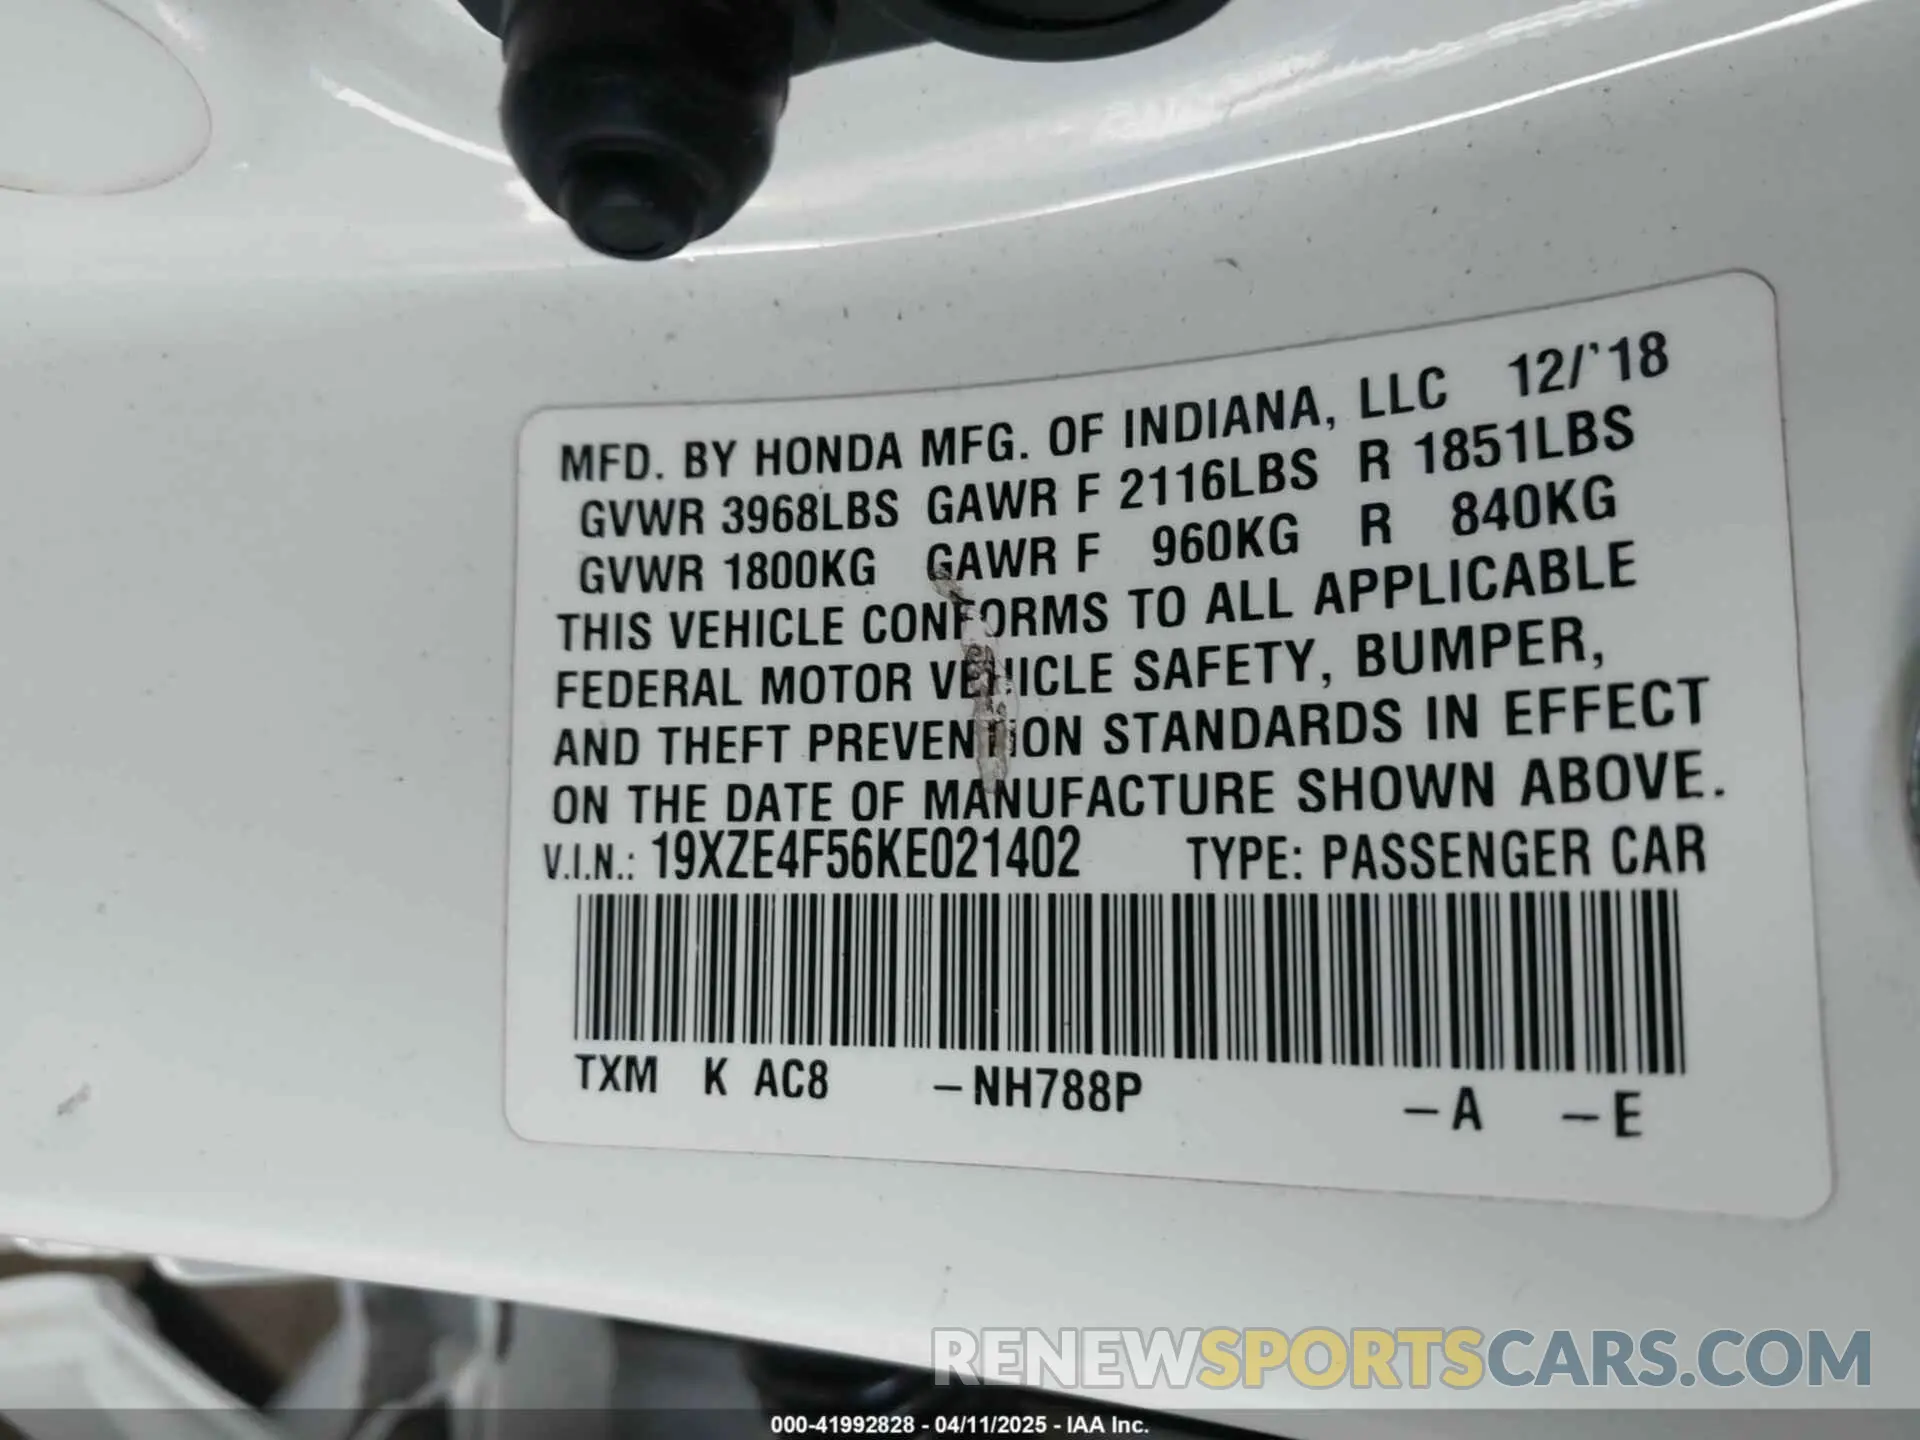 MFD. BY HONDA MFG. OF INDIANA, LLC 12/'18
GVWR 3968LBS GAWR F 2116LBS R 1851LBS
GVWR 1800KG GAWR F 960KG R 840KG
THIS VEHICLE CONFORMS TO ALL APPLICABLE
FEDERAL MOTOR VEHICLE SAFETY, BUMPER,
AND THEFT PREVENTION STANDARDS IN EFFECT
ON THE DATE OF MANUFACTURE SHOWN ABOVE.
V.I.N.: 19XZE4F56KE021402 TYPE: PASSENGER CAR
TXM K AC8 –NH788P –A –E
RENEWSPORTSCARS.COM
000-41992828 - 04/11/2025 - IAA Inc.